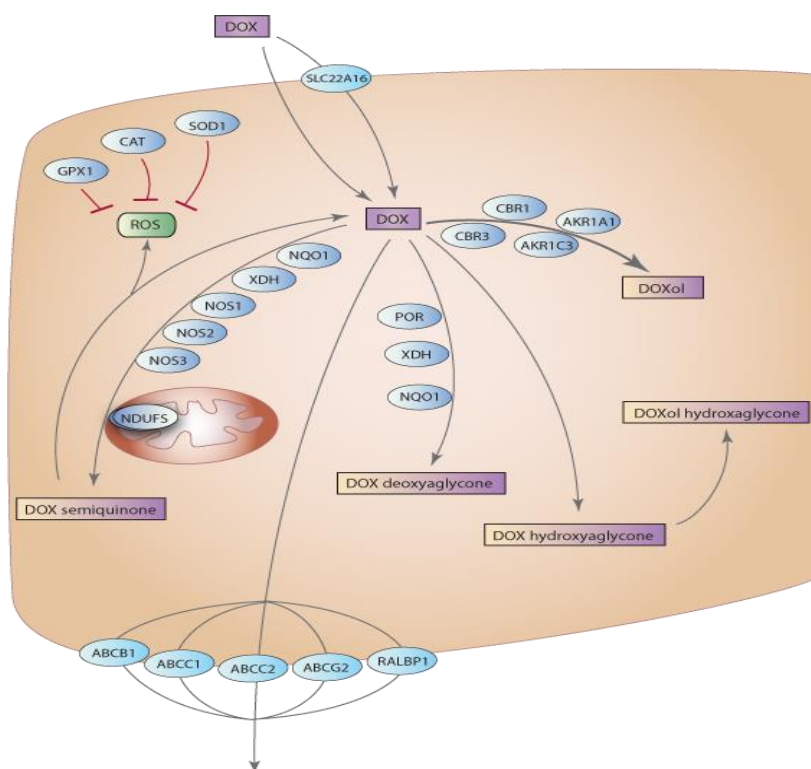 DOX
SLC22A16
SOD1
CAT
GPX1
ROS
DOX
CBR1
AKR1A1
CBR3
AKR1C3
DOXol
NQO1
XDH
NOS1
NOS2
NOS3
NDUFS
POR
XDH
NQO1
DOXol hydroxaglycone
DOX deoxyaglycone
DOX semiquinone
DOX hydroxyaglycone
ABCB1
ABCC1
ABCC2
ABCG2
RALBP1